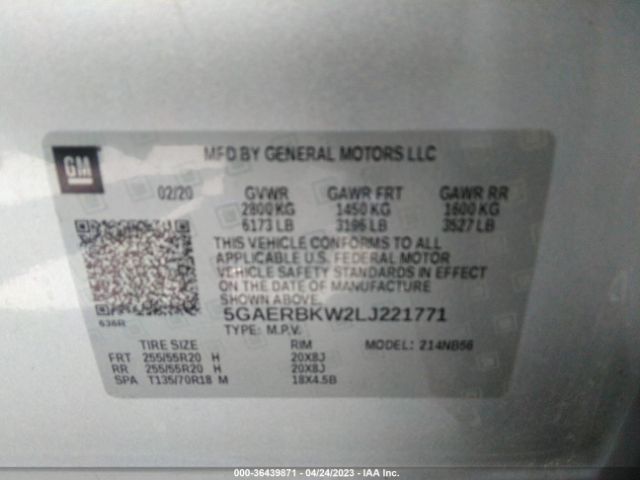 GM
MFD BY GENERAL MOTORS LLC
02/20 GVWR GAWR FRT GAWR RR
2800 KG 1450 KG 1600 KG
6173 LB 3196 LB 3527 LB
THIS VEHICLE CONFORMS TO ALL
APPLICABLE U.S. FEDERAL MOTOR
VEHICLE SAFETY STANDARDS IN EFFECT
ON THE DATE OF MANUFACTURE
SHOWN ABOVE.
636R
5GAERBKW2LJ221771
TYPE: M.P.V.
TIRE SIZE RIM MODEL: Z14NB56
FRT 255/55R20 H 20X8J
RR 255/55R20 H 20X8J
SPA T135/70R18 M 18X4.5B
000-36439871 - 04/24/2023 - IAA Inc.